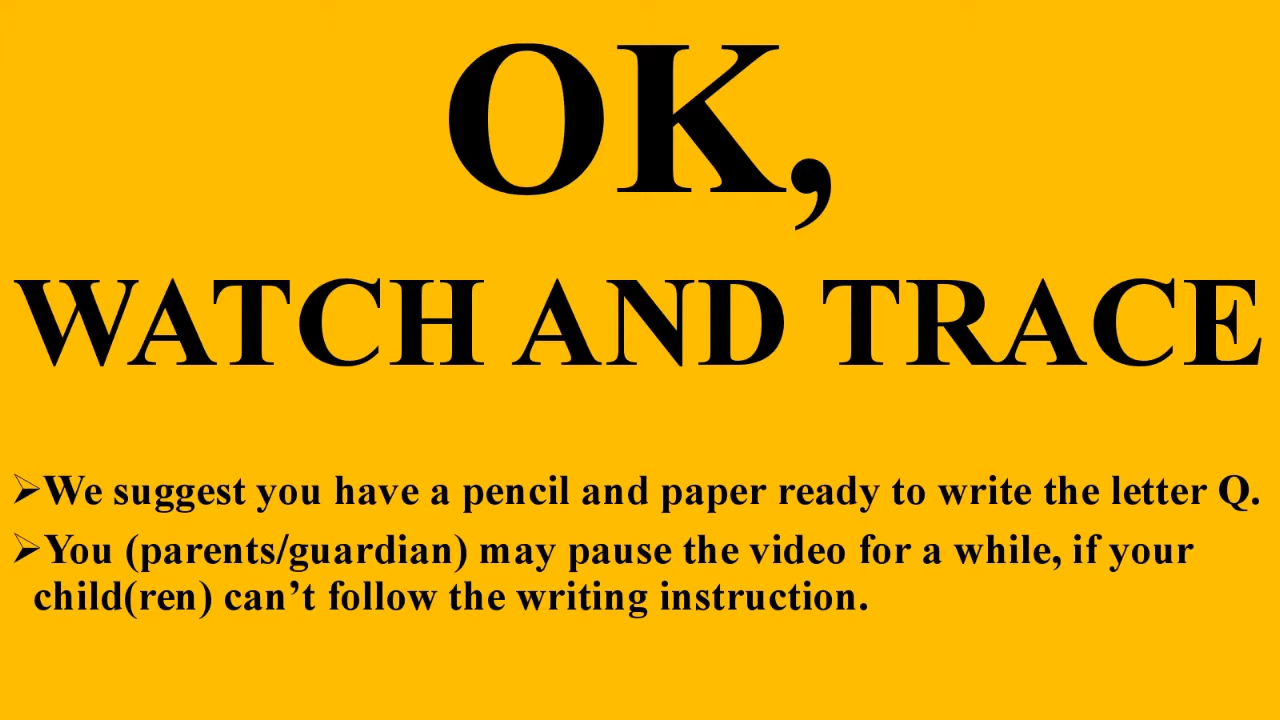 OK,
WATCH AND TRACE
➢We suggest you have a pencil and paper ready to write the letter Q.
➢You (parents/guardian) may pause the video for a while, if your
child(ren) can’t follow the writing instruction.